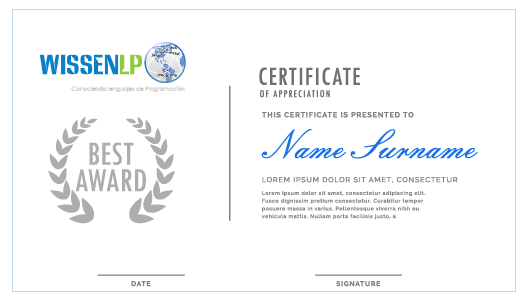 WISSENLP
Conociendo lenguajes de Programación
BEST
AWARD
CERTIFICATE
OF APPRECIATION
THIS CERTIFICATE IS PRESENTED TO
Name Surname
LOREM IPSUM DOLOR SIT AMET, CONSECTETUR
Lorem ipsum dolor sit amet, consectetur adipiscing elit.
Fusce dignissim pretium consectetur. Curabitur tempor
posuere massa in varius. Pellentesque viverra nibh eu
vehicula mattis. Nullam porta facilisis justo, a
DATE
SIGNATURE